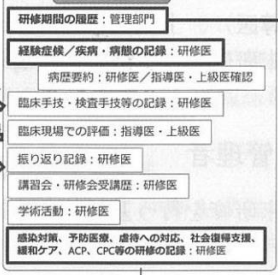 研修期間の履歴：管理部門
経験症候／疾病・病態の記録：研修医
病歴要約：研修医／指導医・上級医確認
臨床手技・検査手技等の記録：研修医
臨床現場での評価：指導医・上級医
振り返り記録：研修医
講習会・研修会受講歴：研修医
学術活動：研修医
感染対策、予防医療、虐待への対応、社会復帰支援、
緩和ケア、ACP、CPC等の研修の記録：研修医